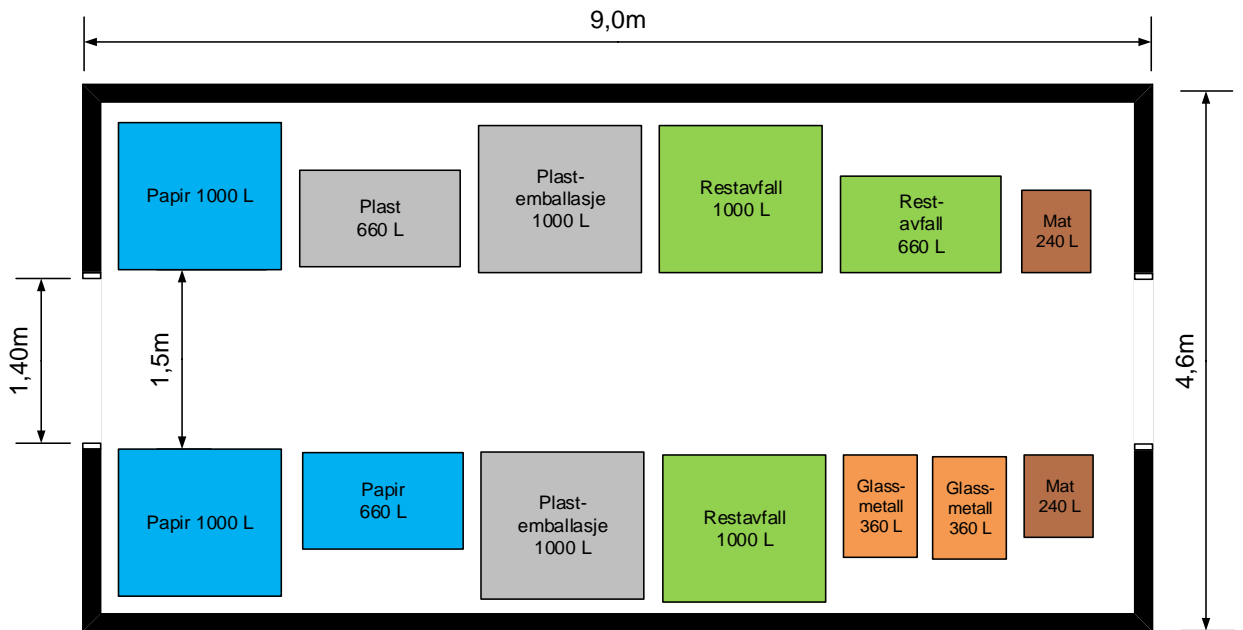 9,0m
Papir 1000 L
Plast
660 L
Plast-
emballasje
1000 L
Restavfall
1000 L
Rest-
avfall
660 L
Mat
240 L
1,40m
1,5m
4,6m
Papir 1000 L
Papir
660 L
Plast-
emballasje
1000 L
Restavfall
1000 L
Glass-
metall
360 L
Glass-
metall
360 L
Mat
240 L